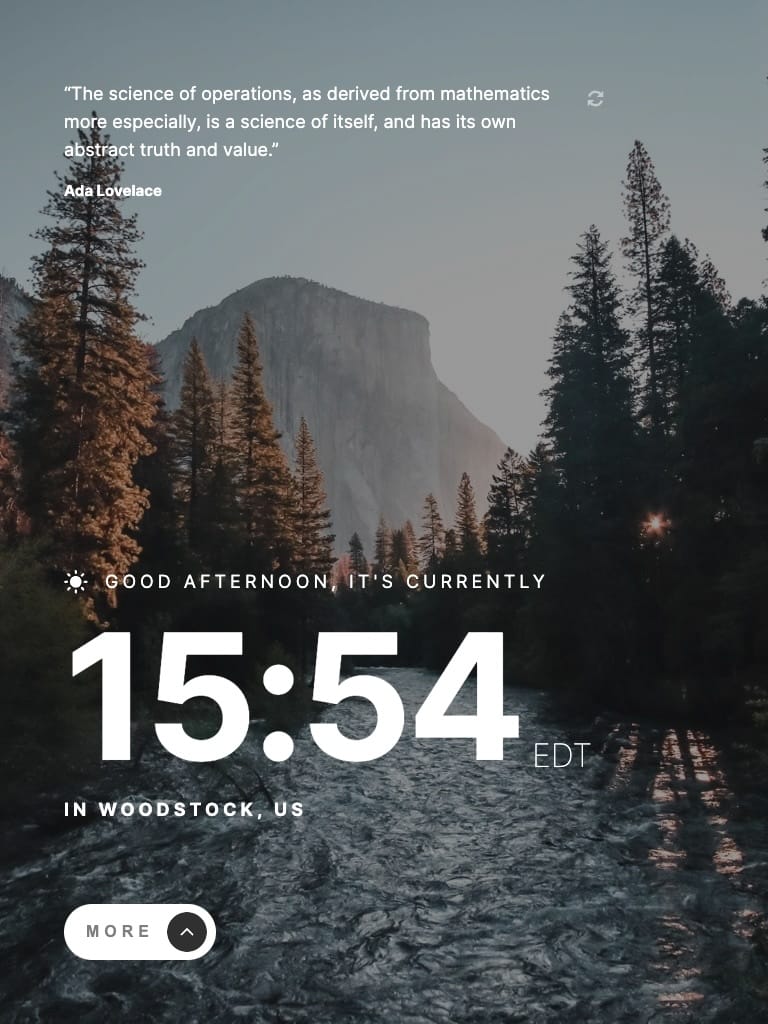 “The science of operations, as derived from mathematics
more especially, is a science of itself, and has its own
abstract truth and value.”
Ada Lovelace
GOOD AFTERNOON, IT'S CURRENTLY
15:54 EDT
IN WOODSTOCK, US
MORE